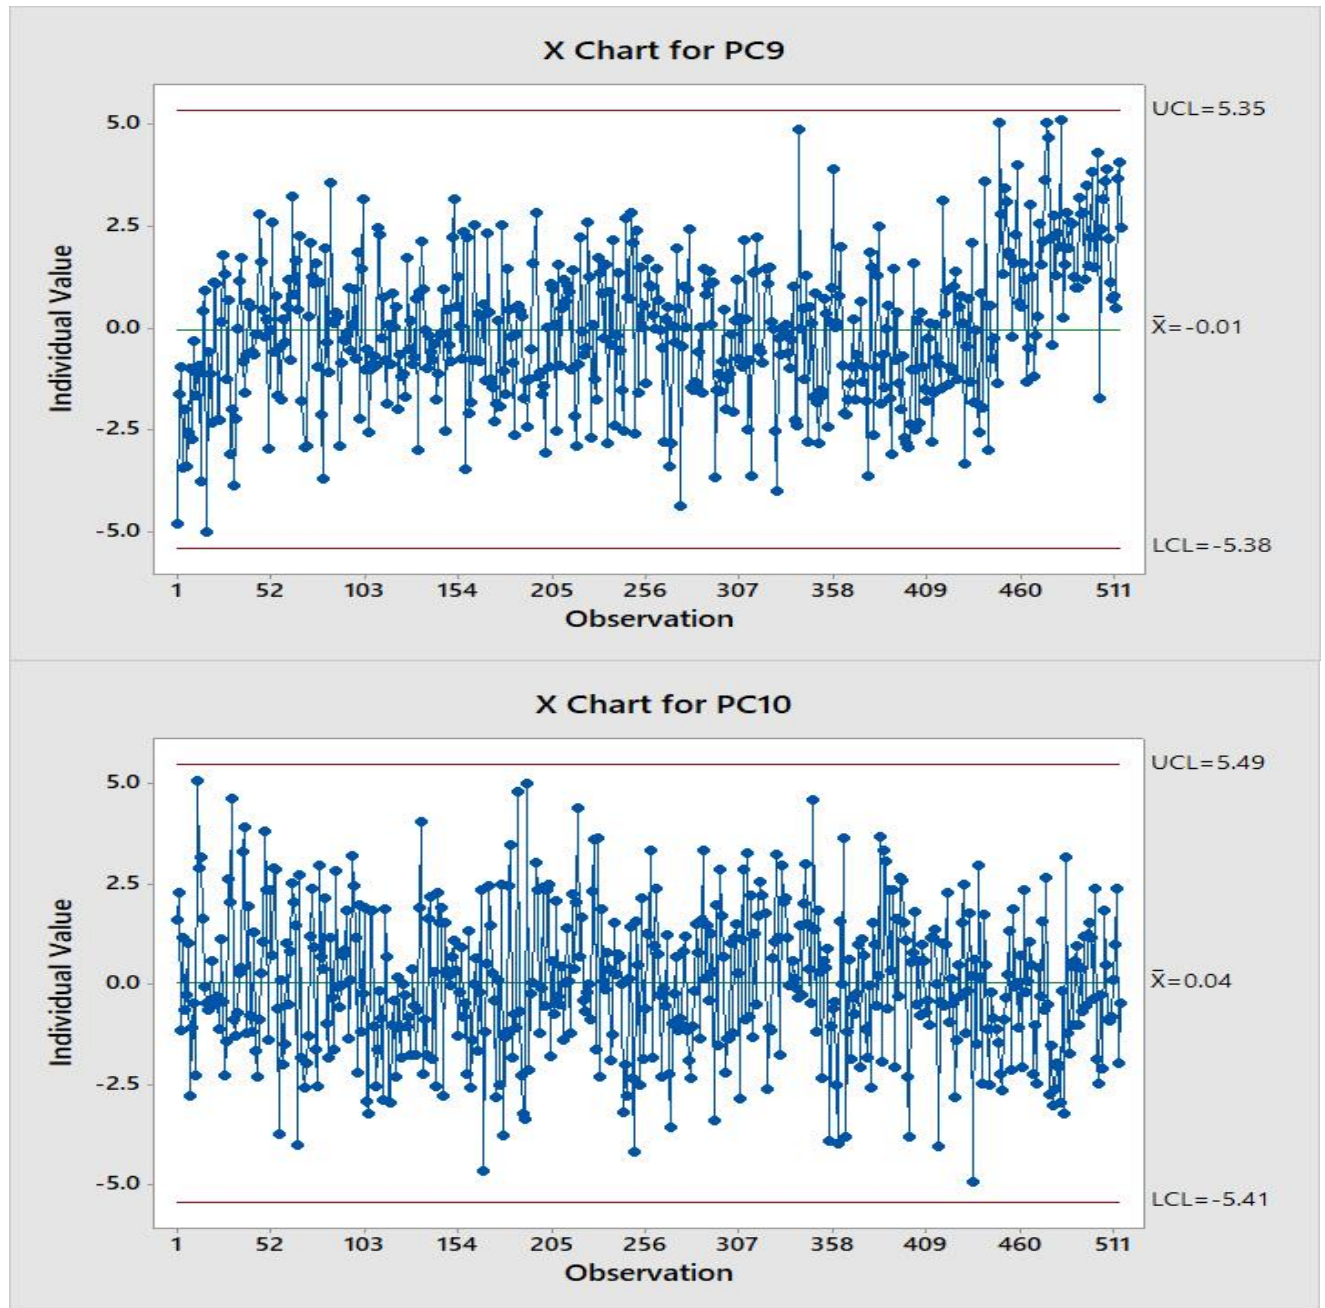 X Chart for PC9
UCL=5.35
5.0
2.5
Individual Value
0.0
X̄=-0.01
-2.5
-5.0
LCL=-5.38
1 52 103 154 205 256 307 358 409 460 511
Observation
X Chart for PC10
UCL=5.49
5.0
2.5
Individual Value
0.0
X̄=0.04
-2.5
-5.0
LCL=-5.41
1 52 103 154 205 256 307 358 409 460 511
Observation